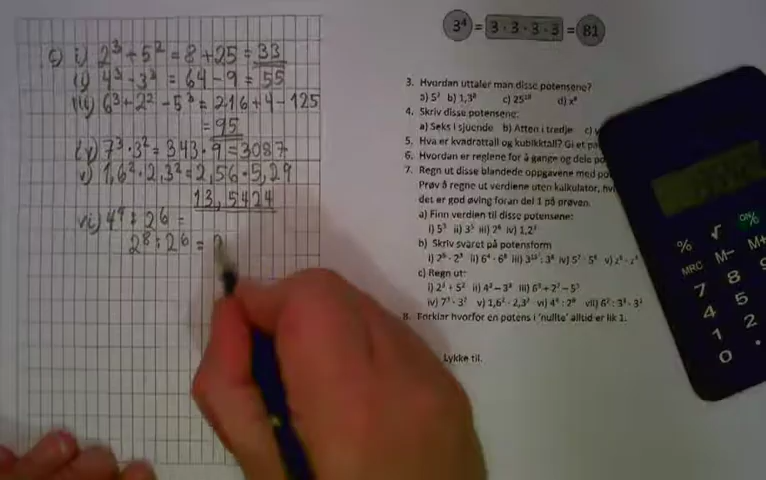 c) i) 2³ + 5² = 8 + 25 = 33
ii) 4³ - 3² = 64 - 9 = 55
iii) 6³ + 2² - 5³ = 216 + 4 - 125
= 95
iv) 7³ · 3² = 343 · 9 = 3087
v) 1,6² · 2,3² = 2,56 · 5,29
13,5424
vi) 4⁴ : 2⁶ =
2⁸ : 2⁶ =
3⁴ = 3 · 3 · 3 · 3 = 81
3. Hvordan uttaler man disse potensene?
a) 5² b) 1,3⁸ c) 25¹⁰ d) x⁶
4. Skriv disse potensene:
a) Seks i sjuende b) Atten i tredje c)
5. Hva er kvadrattall og kubikktall? Gi et
6. Hvordan er reglene for å gange og dele
7. Regn ut disse blandede oppgavene med
Prøv å regne ut verdiene uten kalkulator,
det er god øving foran del 1 på prøven.
a) Finn verdien til disse potensene:
i) 5³ ii) 3⁵ iii) 2⁶ iv) 1,2²
b) Skriv svaret på potensform
c) Regn ut:
i) 2³ + 5² ii) 4³ - 3² iii) 6³ + 2² - 5³
iv) 7³ · 3² v) 1,6² · 2,3² vi) 4⁴ : 2⁶ vii)
8. Forklar hvorfor en potens i 'nullte' alltid er lik 1.
Lykke til.
% √ ON/C
MRC M- M+
7 8 9
4 5
1 2
0 .